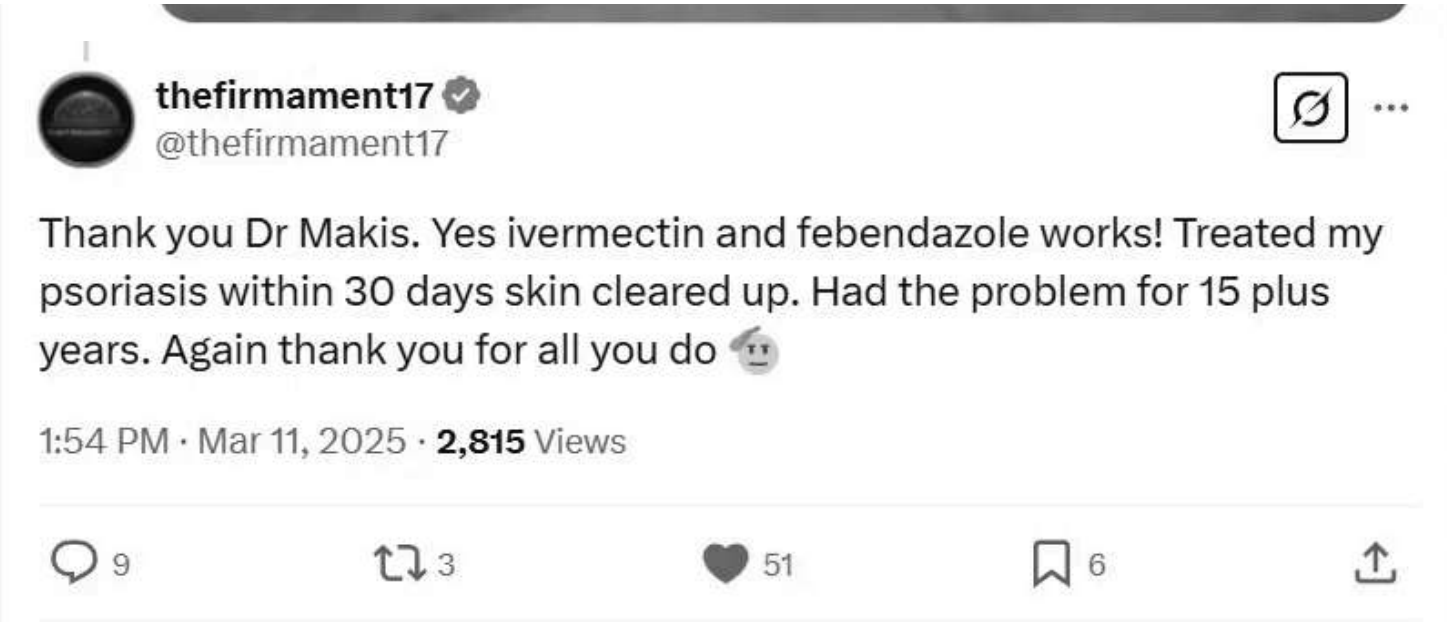 thefirmament17
@thefirmament17
Thank you Dr Makis. Yes ivermectin and febendazole works! Treated my
psoriasis within 30 days skin cleared up. Had the problem for 15 plus
years. Again thank you for all you do 🫡
1:54 PM · Mar 11, 2025 · 2,815 Views
9 3 51 6